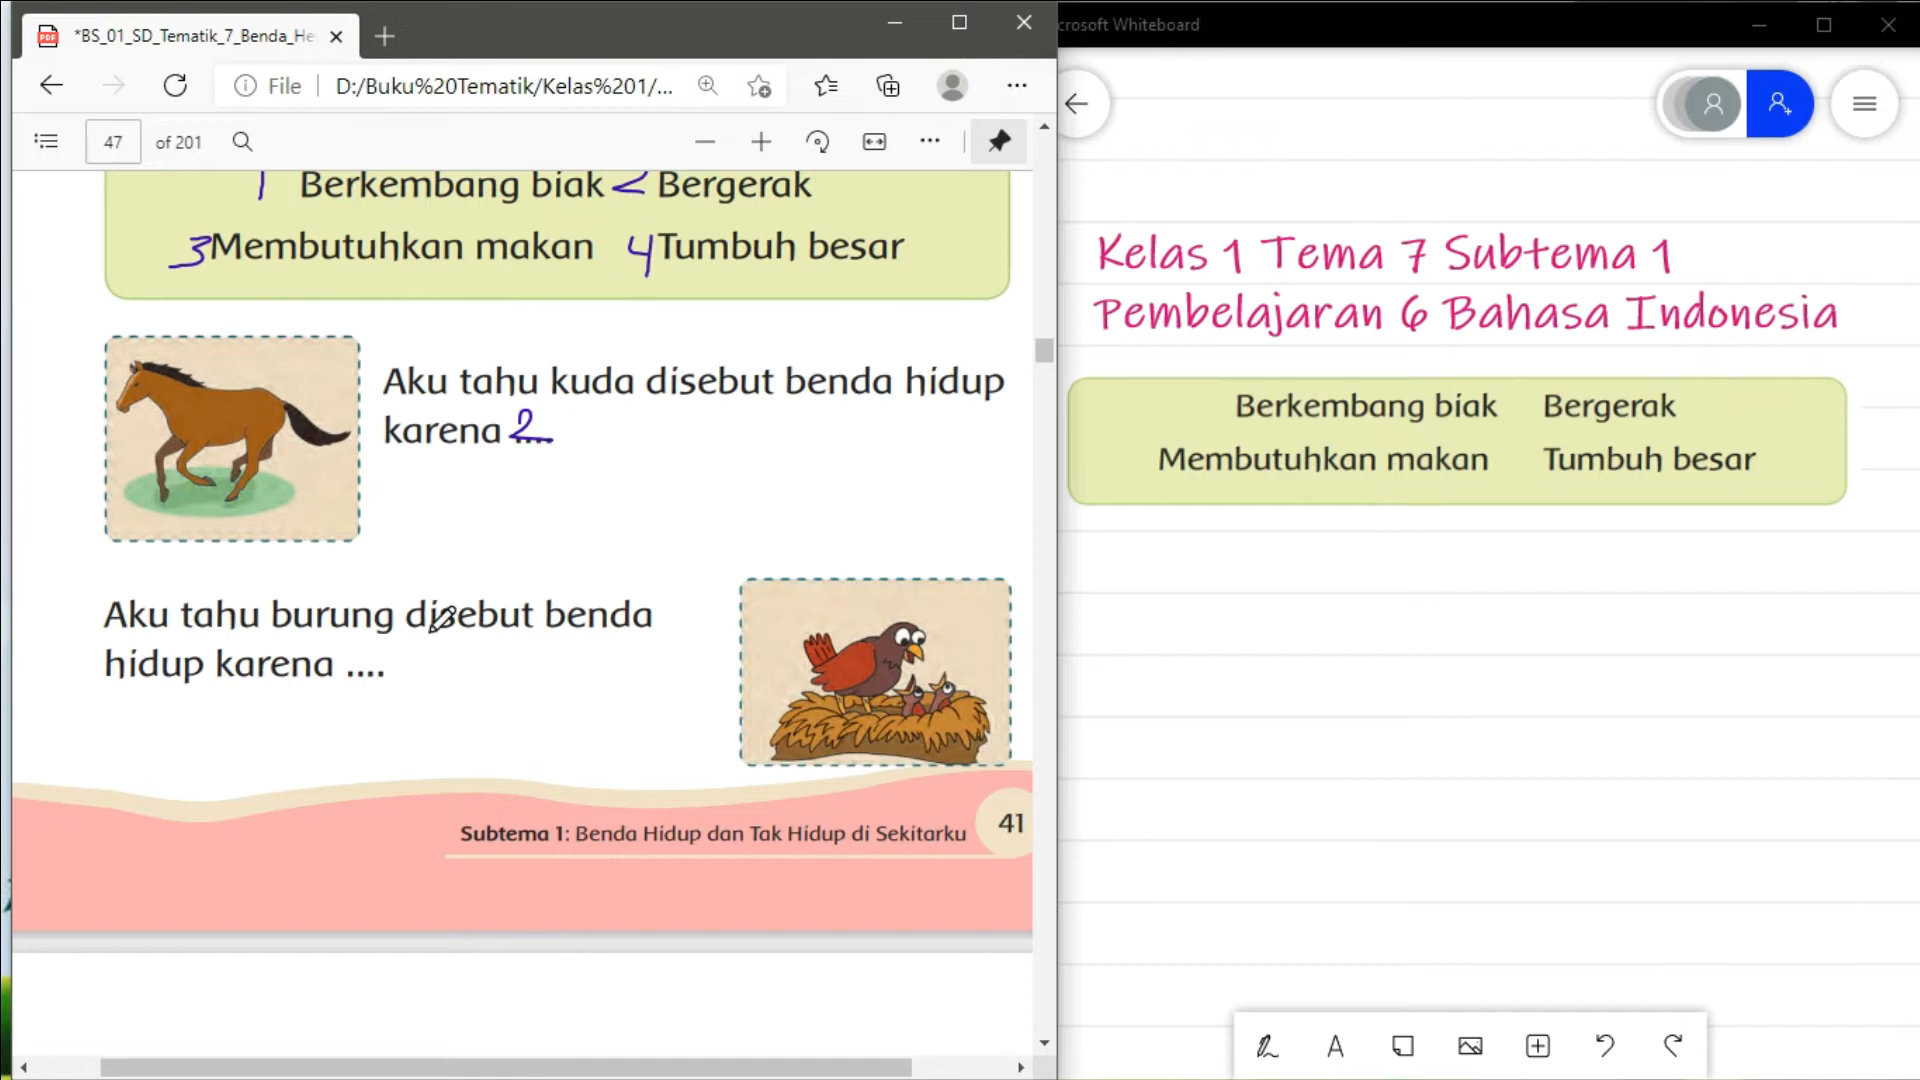 *BS_01_SD_Tematik_7_Benda_He
crosoft Whiteboard
File D:/Buku%20Tematik/Kelas%201/...
47 of 201
1 Berkembang biak 2 Bergerak
3 Membutuhkan makan 4 Tumbuh besar
Aku tahu kuda disebut benda hidup
karena 2 ....
Aku tahu burung disebut benda
hidup karena ....
Subtema 1: Benda Hidup dan Tak Hidup di Sekitarku 41
Kelas 1 Tema 7 Subtema 1
Pembelajaran 6 Bahasa Indonesia
Berkembang biak Bergerak
Membutuhkan makan Tumbuh besar